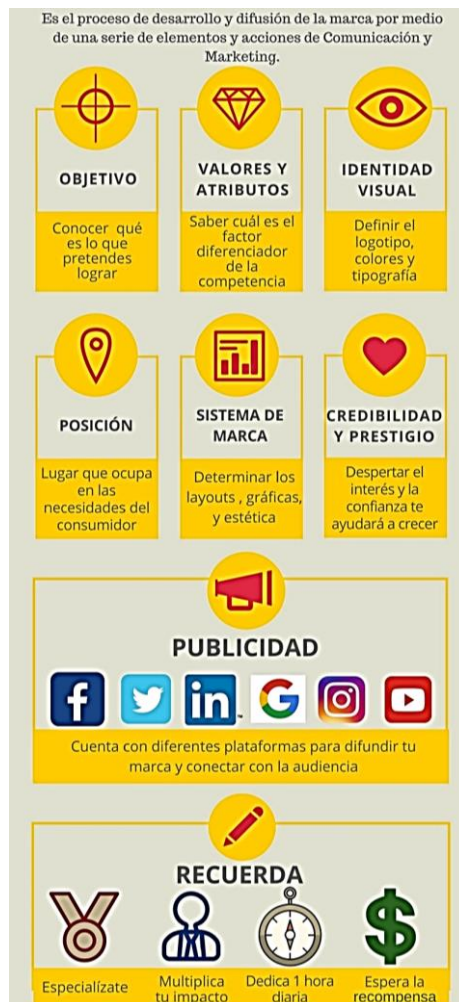 Es el proceso de desarrollo y difusión de la marca por medio
de una serie de elementos y acciones de Comunicación y
Marketing.
OBJETIVO
Conocer qué
es lo que
pretendes
lograr
VALORES Y
ATRIBUTOS
Saber cuál es el
factor
diferenciador
de la
competencia
IDENTIDAD
VISUAL
Definir el
logotipo,
colores y
tipografía
POSICIÓN
Lugar que ocupa
en las
necesidades del
consumidor
SISTEMA DE
MARCA
Determinar los
layouts , gráficas,
y estética
CREDIBILIDAD
Y PRESTIGIO
Despertar el
interés y la
confianza te
ayudará a crecer
PUBLICIDAD
f
in
G
Cuenta con diferentes plataformas para difundir tu
marca y conectar con la audiencia
RECUERDA
Especialízate
Multiplica
tu impacto
Dedica 1 hora
diaria
$
Espera la
recompensa